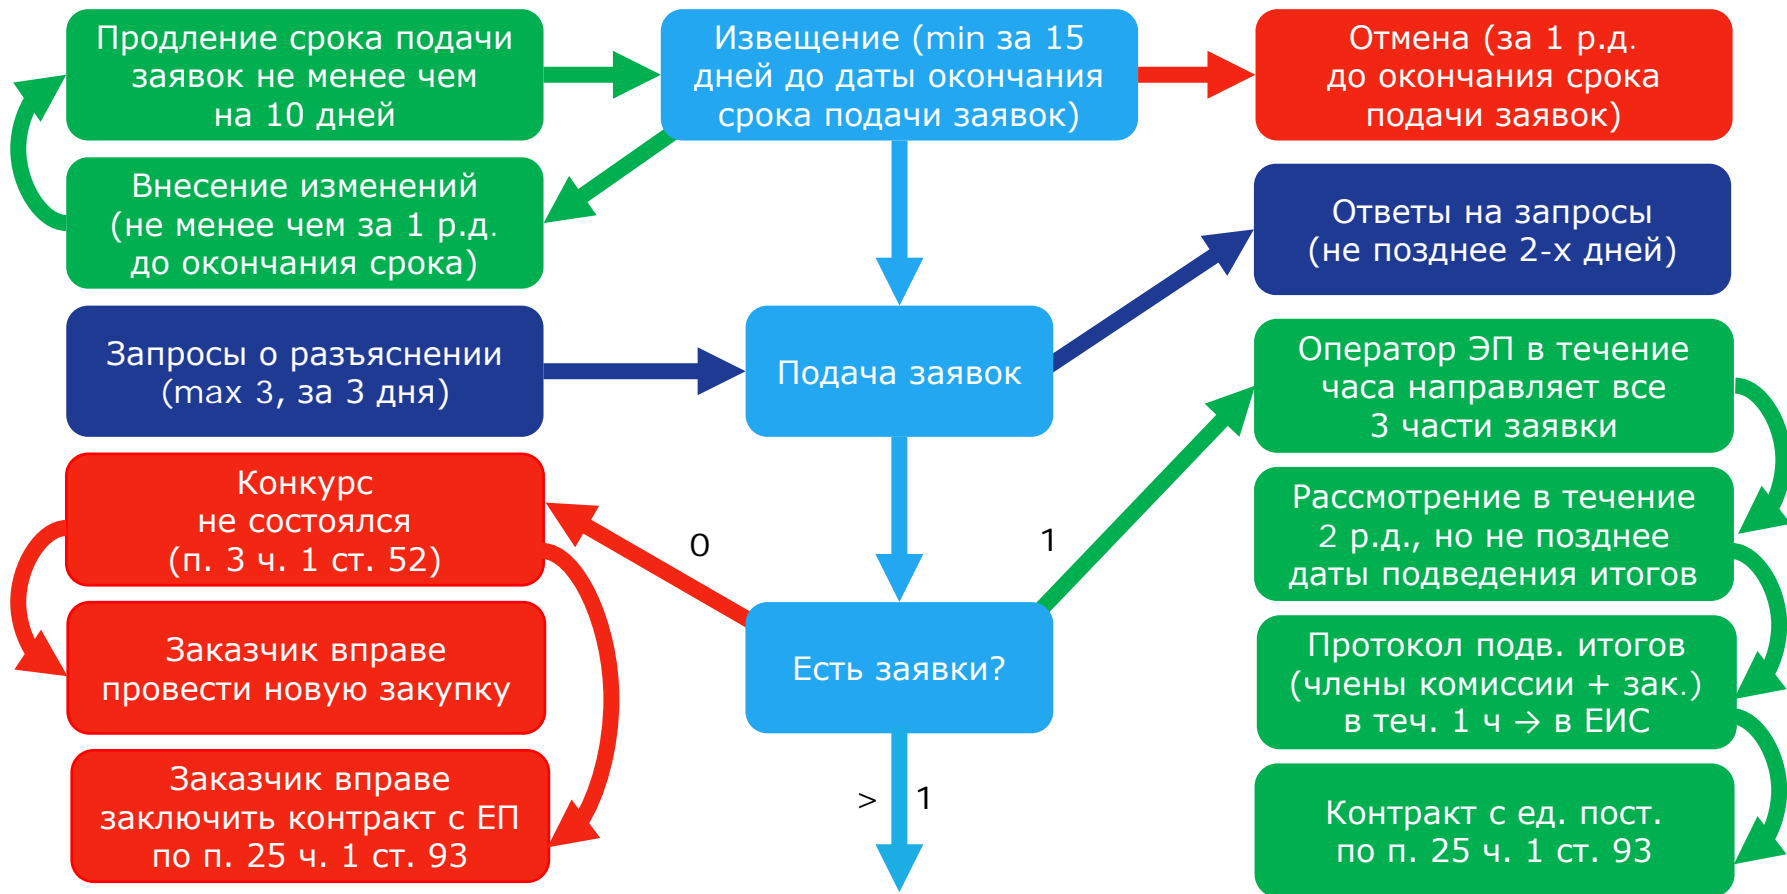 Продление срока подачи
заявок не менее чем
на 10 дней
Извещение (min за 15
дней до даты окончания
срока подачи заявок)
Отмена (за 1 р.д.
до окончания срока
подачи заявок)
Внесение изменений
(не менее чем за 1 р.д.
до окончания срока)
Ответы на запросы
(не позднее 2-х дней)
Запросы о разъяснении
(max 3, за 3 дня)
Подача заявок
Оператор ЭП в течение
часа направляет все
3 части заявки
Конкурс
не состоялся
(п. 3 ч. 1 ст. 52)
0
1
Рассмотрение в течение
2 р.д., но не позднее
даты подведения итогов
Заказчик вправе
провести новую закупку
Есть заявки?
Протокол подв. итогов
(члены комиссии + зак.)
в теч. 1 ч → в ЕИС
Заказчик вправе
заключить контракт с ЕП
по п. 25 ч. 1 ст. 93
> 1
Контракт с ед. пост.
по п. 25 ч. 1 ст. 93